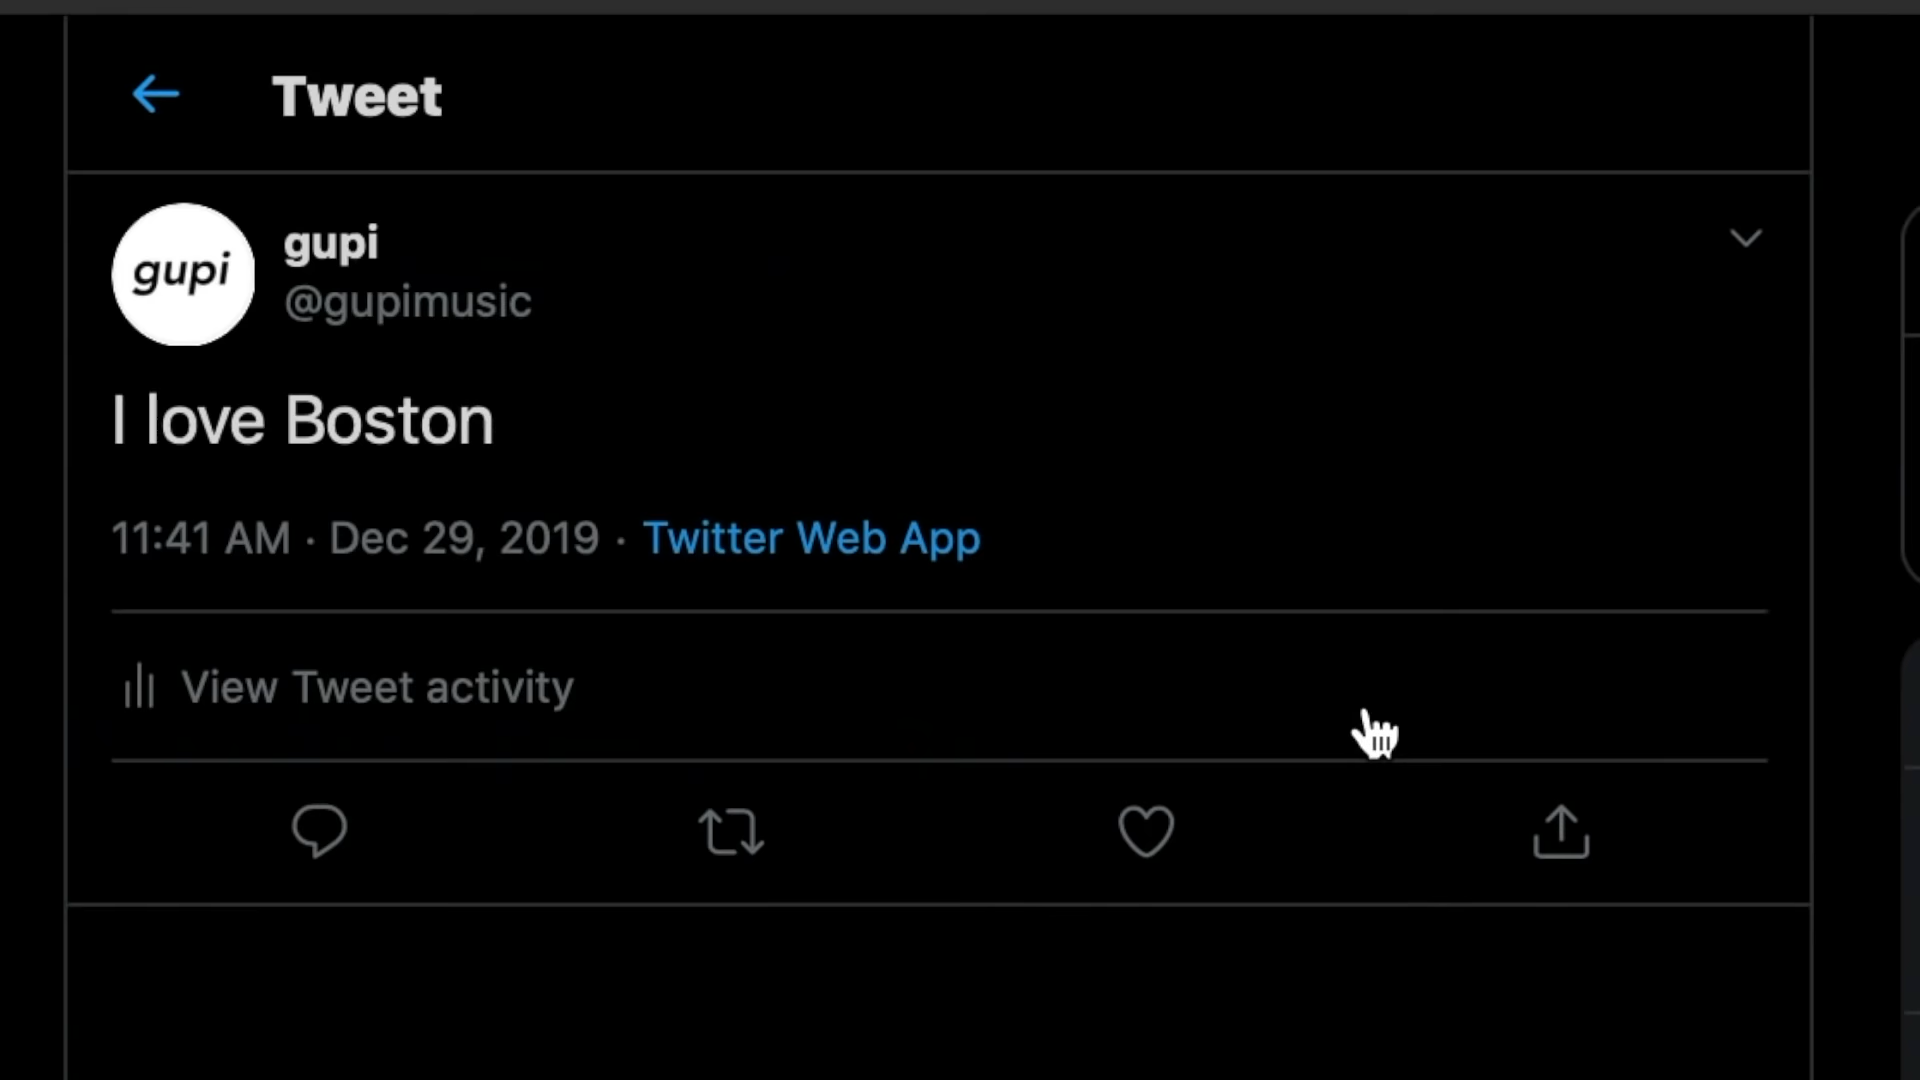 Tweet
gupi
gupi
@gupimusic
I love Boston
11:41 AM · Dec 29, 2019 · Twitter Web App
View Tweet activity